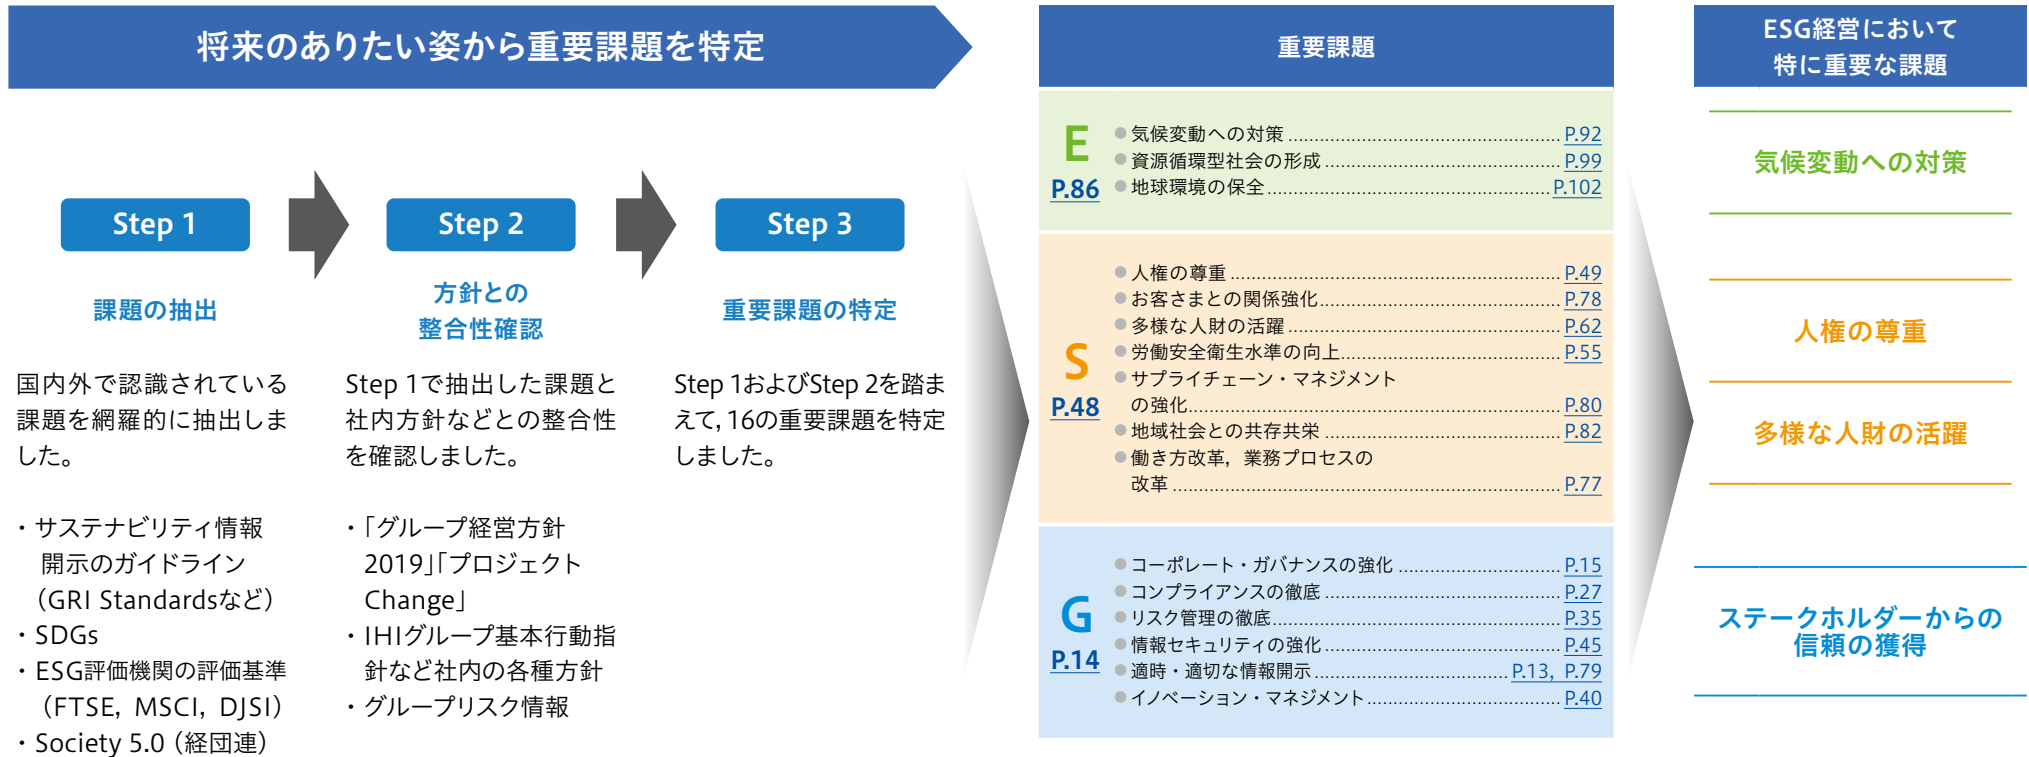 将来のありたい姿から重要課題を特定
Step 1
課題の抽出
国内外で認識されている
課題を網羅的に抽出しま
した。
・サステナビリティ情報
開示のガイドライン
（GRI Standardsなど）
・SDGs
・ESG評価機関の評価基準
（FTSE, MSCI, DJSI）
・Society 5.0（経団連）
Step 2
方針との
整合性確認
Step 1で抽出した課題と
社内方針などとの整合性
を確認しました。
・「グループ経営方針
2019」「プロジェクト
Change」
・IHIグループ基本行動指
針など社内の各種方針
・グループリスク情報
Step 3
重要課題の特定
Step 1およびStep 2を踏ま
えて，16の重要課題を特定
しました。
重要課題
E
P.86
●気候変動への対策 P.92
●資源循環型社会の形成 P.99
●地球環境の保全 P.102
S
P.48
●人権の尊重 P.49
●お客さまとの関係強化 P.78
●多様な人財の活躍 P.62
●労働安全衛生水準の向上 P.55
●サプライチェーン・マネジメント
の強化 P.80
●地域社会との共存共栄 P.82
●働き方改革，業務プロセスの
改革 P.77
G
P.14
●コーポレート・ガバナンスの強化 P.15
●コンプライアンスの徹底 P.27
●リスク管理の徹底 P.35
●情報セキュリティの強化 P.45
●適時・適切な情報開示 P.13, P.79
●イノベーション・マネジメント P.40
ESG経営において
特に重要な課題
気候変動への対策
人権の尊重
多様な人財の活躍
ステークホルダーからの
信頼の獲得